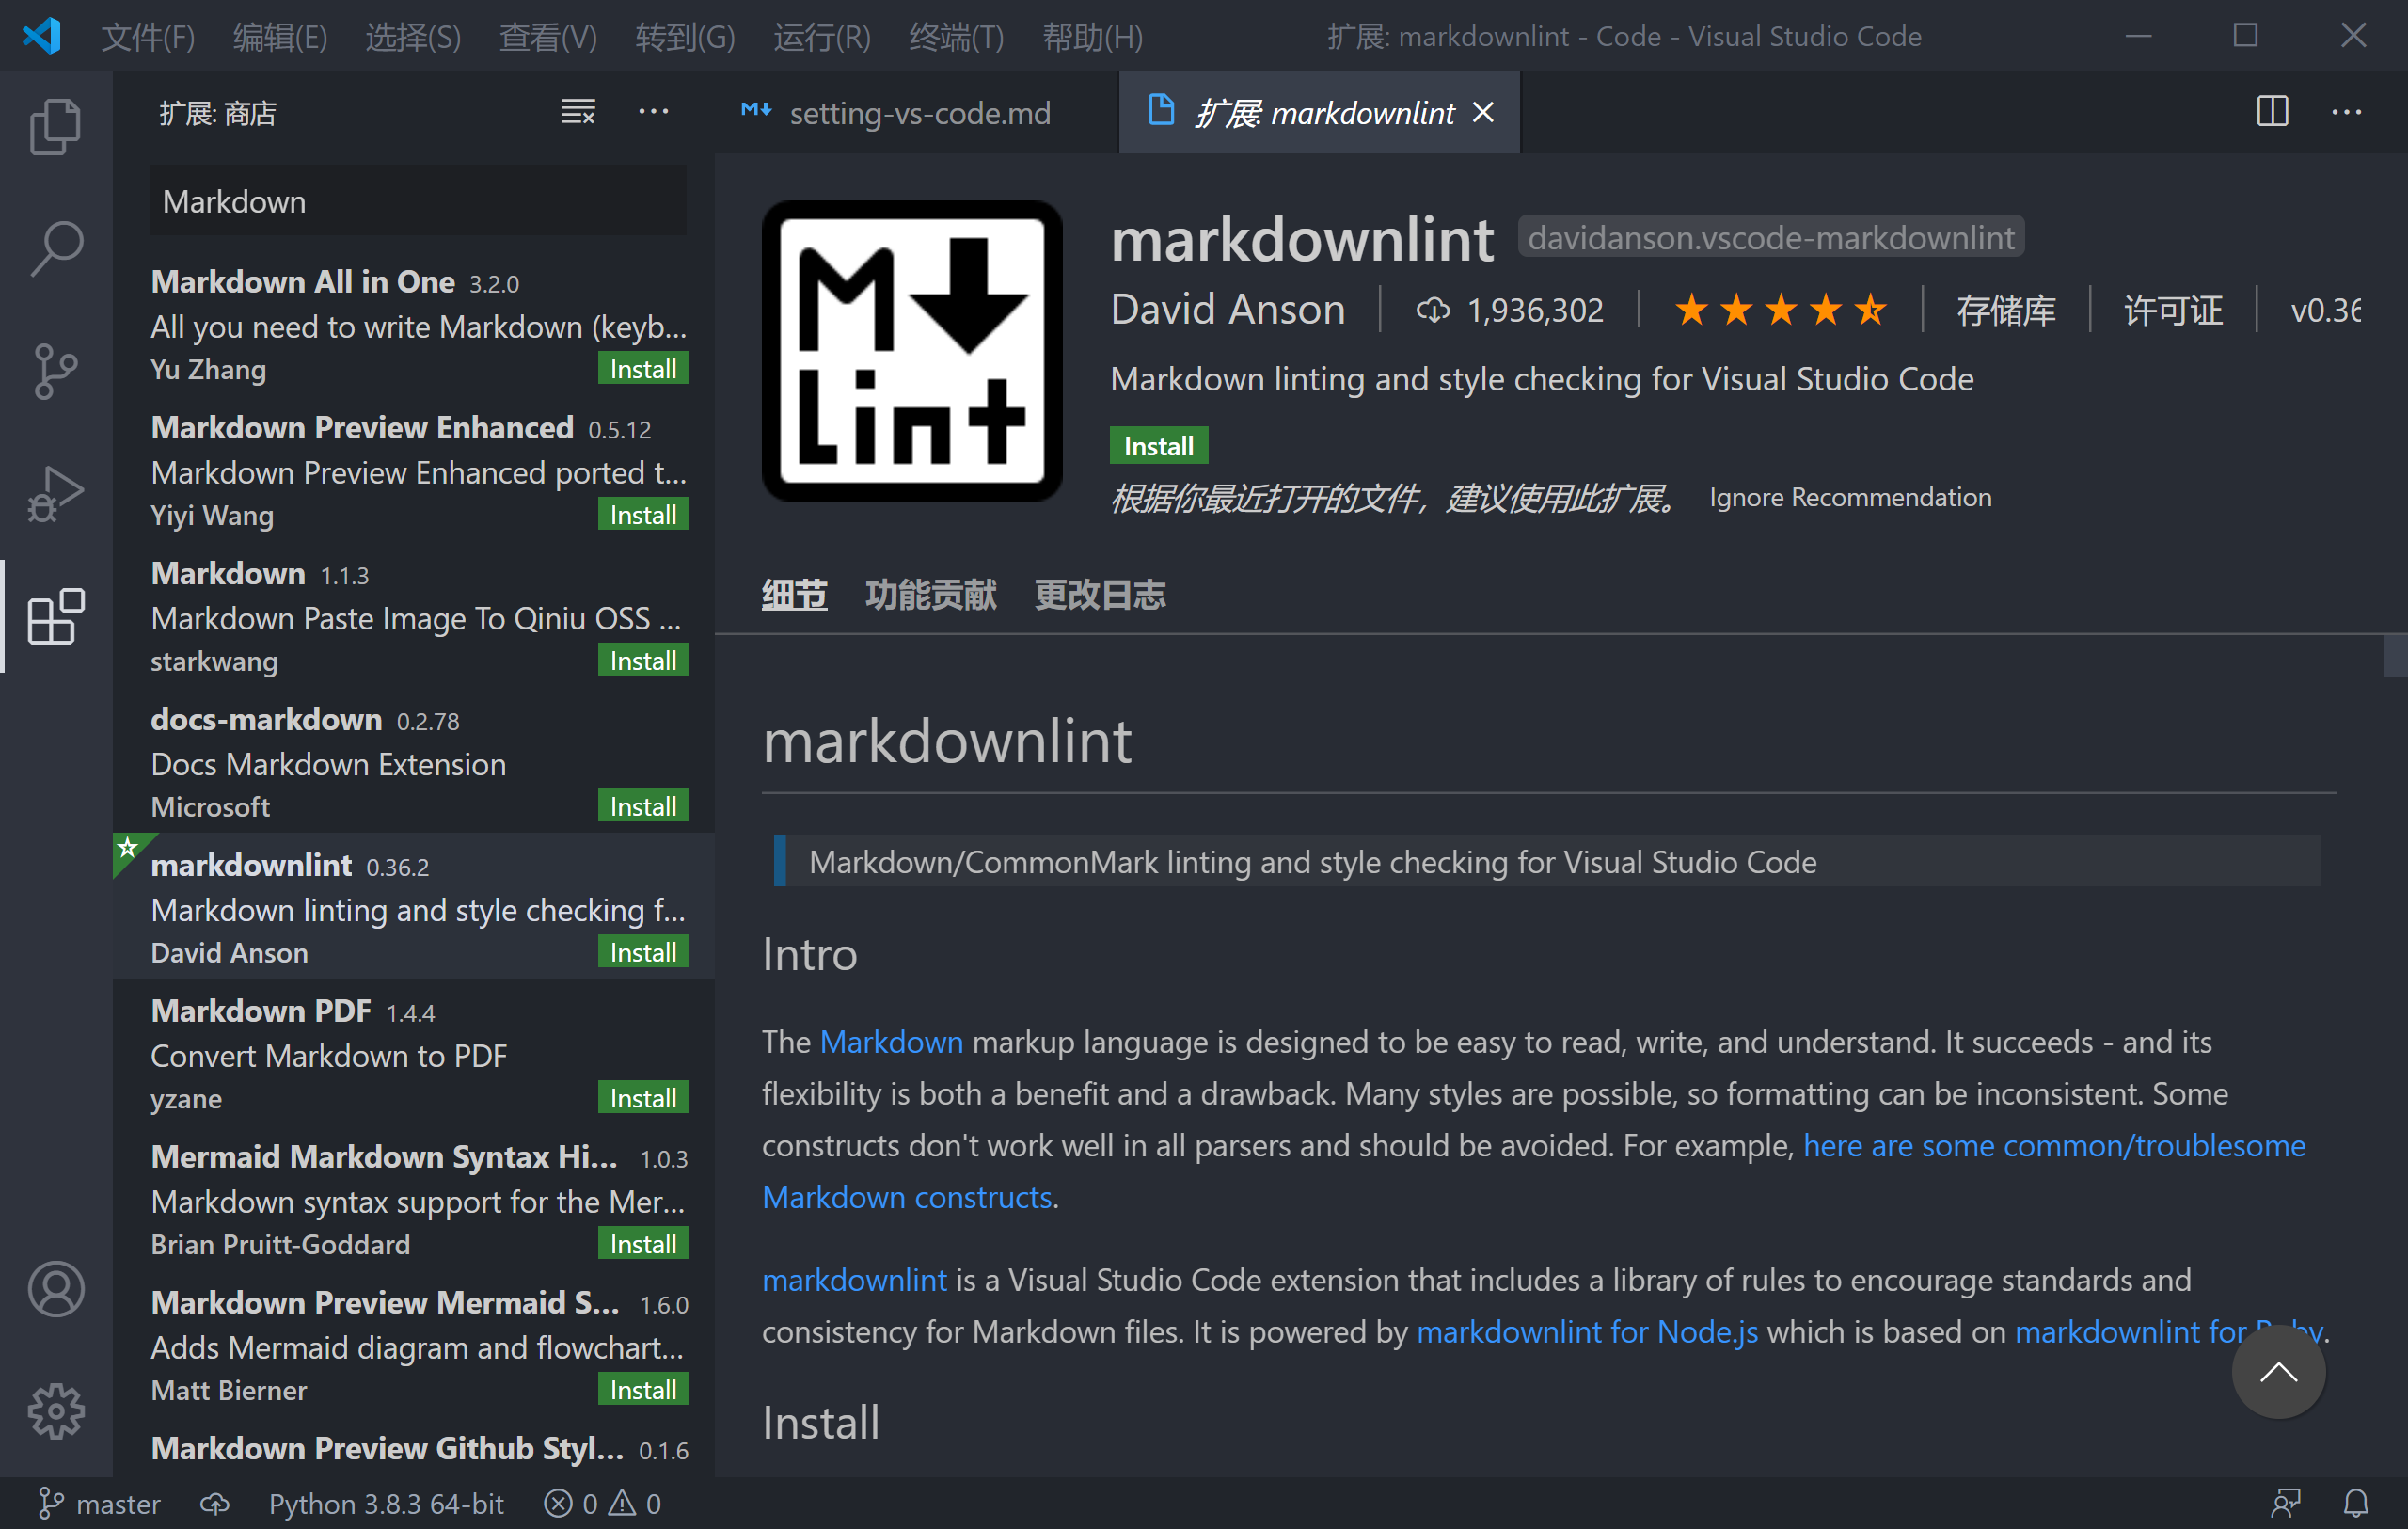 文件(F) 编辑(E) 选择(S) 查看(V) 转到(G) 运行(R) 终端(T) 帮助(H) 扩展: markdownlint - Code - Visual Studio Code
扩展: 商店
setting-vs-code.md
扩展: markdownlint
Markdown
Markdown All in One 3.2.0
All you need to write Markdown (keyb...
Yu Zhang Install
Markdown Preview Enhanced 0.5.12
Markdown Preview Enhanced ported t...
Yiyi Wang Install
Markdown 1.1.3
Markdown Paste Image To Qiniu OSS ...
starkwang Install
docs-markdown 0.2.78
Docs Markdown Extension
Microsoft Install
markdownlint 0.36.2
Markdown linting and style checking f...
David Anson Install
Markdown PDF 1.4.4
Convert Markdown to PDF
yzane Install
Mermaid Markdown Syntax Hi... 1.0.3
Markdown syntax support for the Mer...
Brian Pruitt-Goddard Install
Markdown Preview Mermaid S... 1.6.0
Adds Mermaid diagram and flowchart...
Matt Bierner Install
Markdown Preview Github Styl... 0.1.6
M
Lint
markdownlint davidanson.vscode-markdownlint
David Anson 1,936,302 存储库 许可证 v0.36
Markdown linting and style checking for Visual Studio Code
Install
根据你最近打开的文件，建议使用此扩展。 Ignore Recommendation
细节 功能贡献 更改日志
markdownlint
Markdown/CommonMark linting and style checking for Visual Studio Code
Intro
The Markdown markup language is designed to be easy to read, write, and understand. It succeeds - and its
flexibility is both a benefit and a drawback. Many styles are possible, so formatting can be inconsistent. Some
constructs don't work well in all parsers and should be avoided. For example, here are some common/troublesome
Markdown constructs.
markdownlint is a Visual Studio Code extension that includes a library of rules to encourage standards and
consistency for Markdown files. It is powered by markdownlint for Node.js which is based on markdownlint for Ruby.
Install
master Python 3.8.3 64-bit 0 0